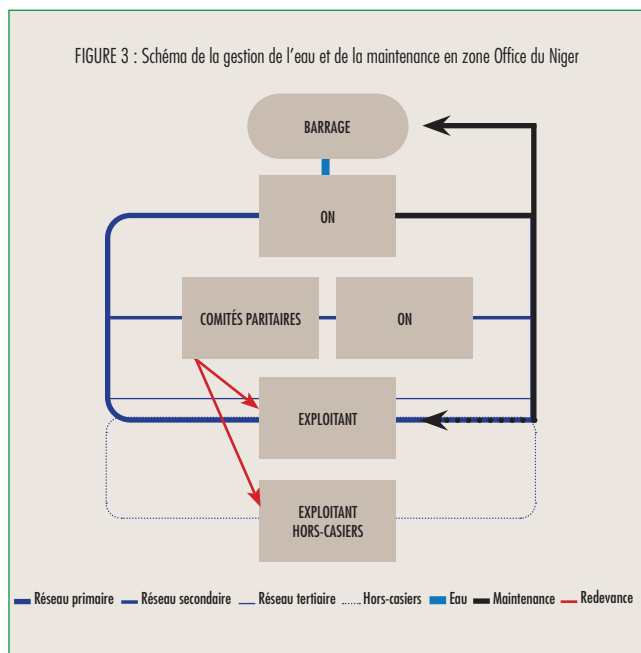 FIGURE 3 : Schéma de la gestion de l'eau et de la maintenance en zone Office du Niger
BARRAGE
ON
COMITÉS PARITAIRES
ON
EXPLOITANT
EXPLOITANT
HORS-CASIERS
Réseau primaire Réseau secondaire Réseau tertiaire Hors-casiers Eau Maintenance Redevance